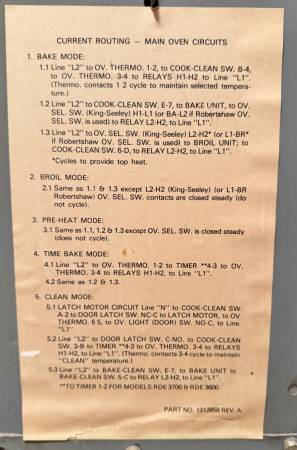 CURRENT ROUTING — MAIN OVEN CIRCUITS
1. BAKE MODE:
1.1 Line "L2" to OV. THERMO. 1-2, to COOK-CLEAN SW. B-4,
to OV. THERMO. 3-4 to RELAYS H1-H2, to Line "L1".
(Thermo. contacts 1 2 cycle to maintain selected tempera-
ture.)
1.2 Line "L2" to COOK-CLEAN SW. E-7, to BAKE UNIT, to OV.
SEL. SW. (King-Seeley) H1-L1 (or BA-L2 if Robertshaw OV.
SEL. SW. is used) to RELAY L2-H2, to Line "L1".
1.3 Line "L2" to OV. SEL. SW. (King-Seeley) L2-H2* (or L1-BR*
if Robertshaw OV. SEL. SW. is used) to BROIL UNIT; to
COOK-CLEAN SW. 6-D, to RELAY L2-H2, to Line "L1".
*Cycles to provide top heat.
2. BROIL MODE:
2.1 Same as 1.1 & 1.3 except L2-H2 (King-Seeley) (or L1-BR
Robertshaw) OV. SEL. SW. contacts are closed steady (do
not cycle).
3. PRE-HEAT MODE:
3.1 Same as 1.1, 1.2 & 1.3 except OV. SEL. SW. is closed steady
(does not cycle).
4. TIME BAKE MODE:
4.1 Line "L2" to OV. THERMO. 1-2 to TIMER **4-3 to OV.
THERMO. 3-4 to RELAYS H1-H2, to Line "L1".
4.2 Same as 1.2 & 1.3.
5. CLEAN MODE:
5.1 LATCH MOTOR CIRCUIT Line "N" to COOK-CLEAN SW.
A-2 to DOOR LATCH SW. NC-C to LATCH MOTOR, to OV.
THERMO. 6 5, to OV. LIGHT (DOOR) SW. NO-C, to Line
"L1".
5.2 Line "L2" to DOOR LATCH SW. C-NO, to COOK-CLEAN
SW. 3-B to TIMER **4-3 to OV. THERMO. 3-4 to RELAYS
H1-H2, to Line "L1". (Thermo. contacts 3-4 cycle to maintain
"CLEAN" temperature.)
5.3 Line "L2" to BAKE-CLEAN SW. E-7, to BAKE UNIT to
BAKE-CLEAN SW. 5-C to RELAY L2-H2, to Line "L1".
**TO TIMER 1-2 FOR MODELS RDE 3700 & RDE 3600
PART NO. 1312858 REV. A